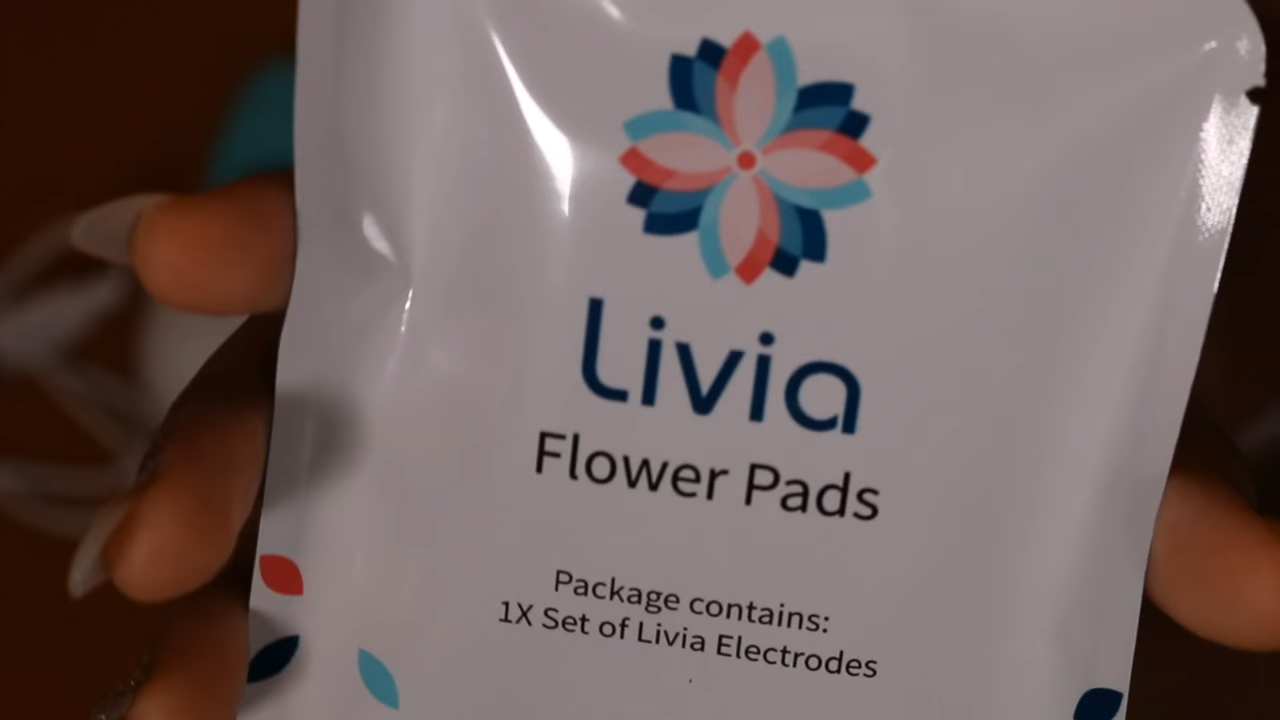 Livia
Flower Pads
Package contains:
1X Set of Livia Electrodes